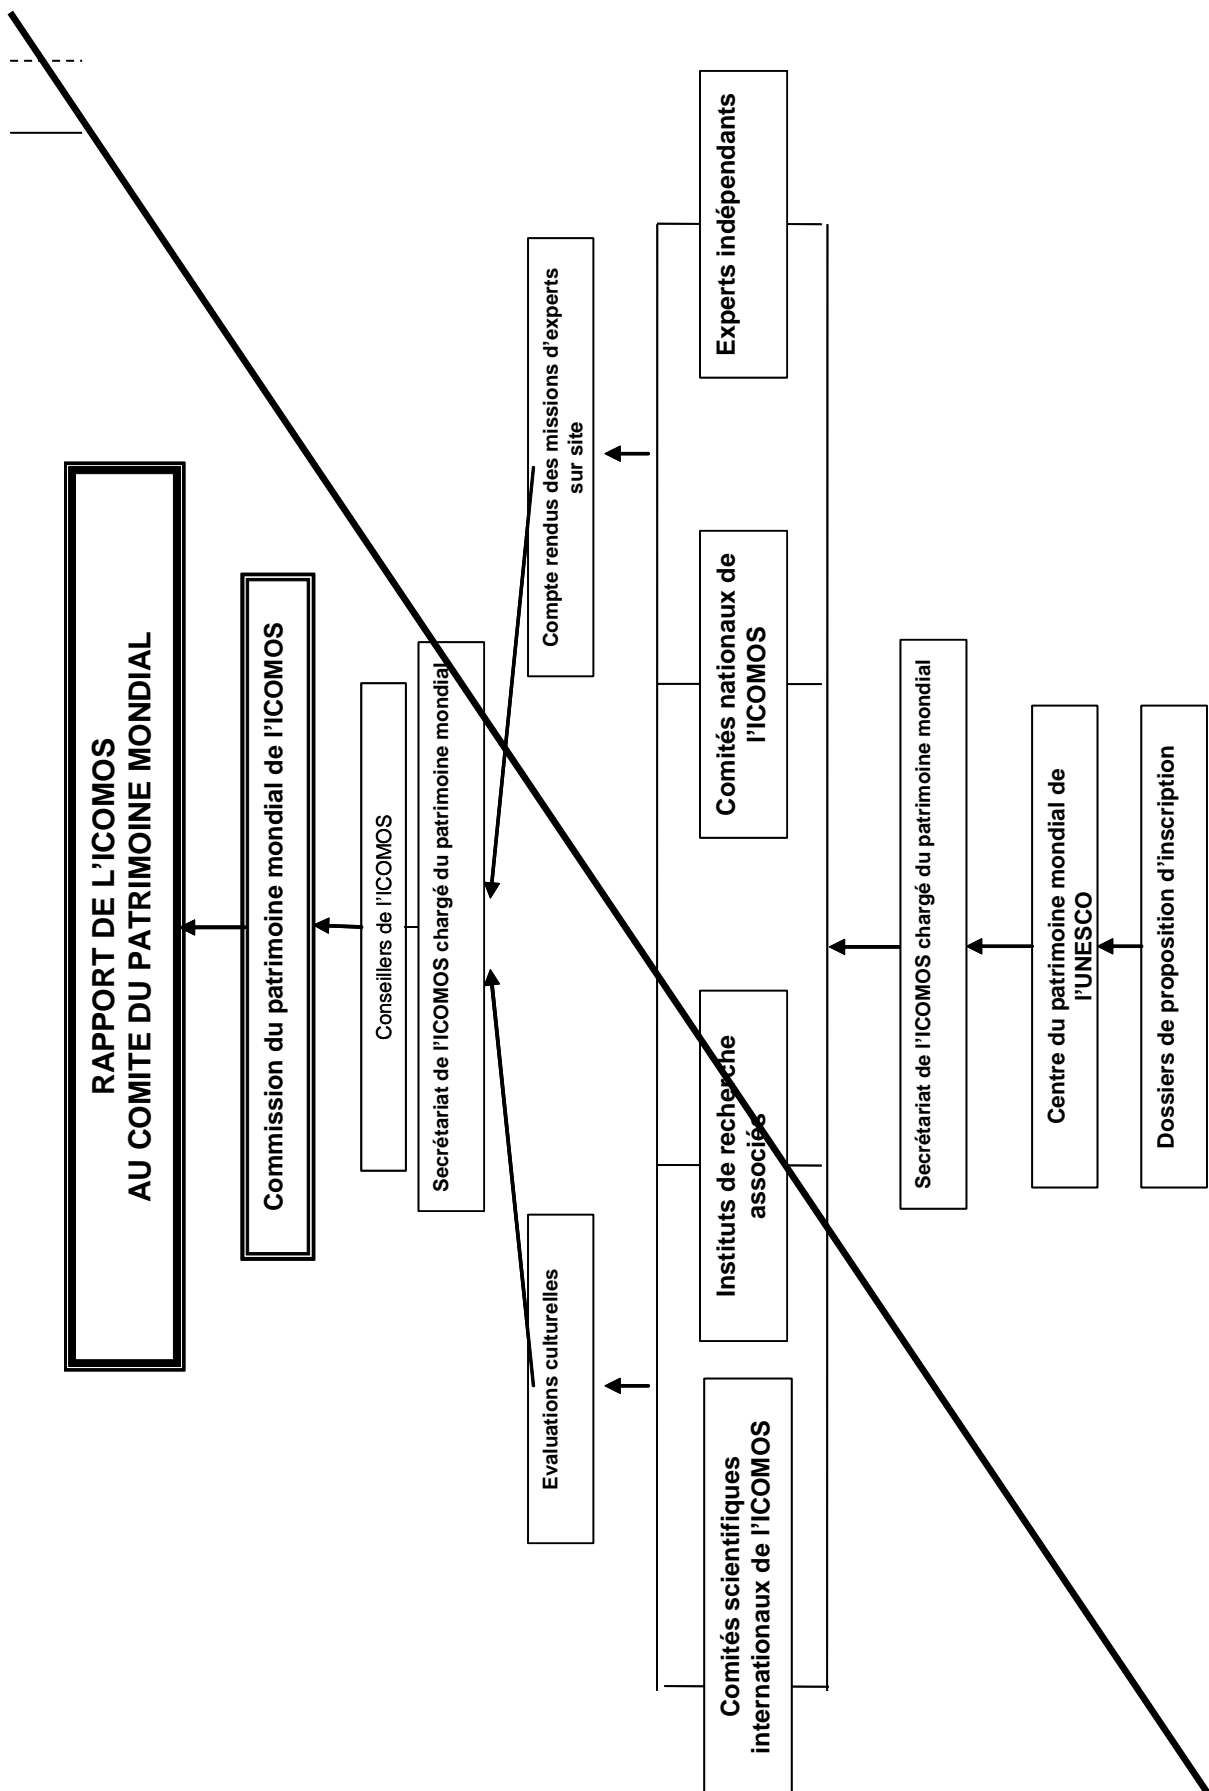 RAPPORT DE L'ICOMOS
AU COMITE DU PATRIMOINE MONDIAL
Commission du patrimoine mondial de l'ICOMOS
Conseillers de l'ICOMOS
Secrétariat de l'ICOMOS chargé du patrimoine mondial
Evaluations culturelles
Compte rendus des missions d'experts
sur site
Comités scientifiques
internationaux de l'ICOMOS
Instituts de recherche
associés
Comités nationaux de
l'ICOMOS
Experts indépendants
Secrétariat de l'ICOMOS chargé du patrimoine mondial
Centre du patrimoine mondial de
l'UNESCO
Dossiers de proposition d'inscription